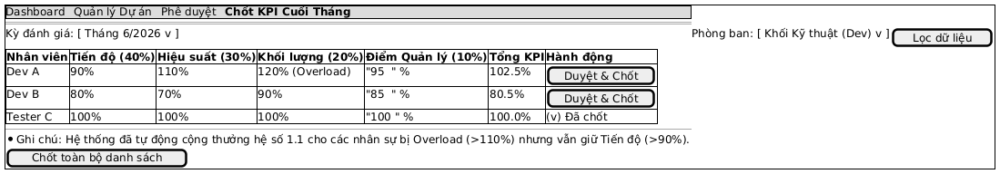 Dashboard Quản lý Dự án Phê duyệt Chốt KPI Cuối Tháng
Kỳ đánh giá: [ Tháng 6/2026 v ] Phòng ban: [ Khối Kỹ thuật (Dev) v ] Lọc dữ liệu
Nhân viên Tiến độ (40%) Hiệu suất (30%) Khối lượng (20%) Điểm Quản lý (10%) Tổng KPI Hành động
Dev A 90% 110% 120% (Overload) "95 " % 102.5% Duyệt & Chốt
Dev B 80% 70% 90% "85 " % 80.5% Duyệt & Chốt
Tester C 100% 100% 100% "100 " % 100.0% (v) Đã chốt
• Ghi chú: Hệ thống đã tự động cộng thưởng hệ số 1.1 cho các nhân sự bị Overload (>110%) nhưng vẫn giữ Tiến độ (>90%).
Chốt toàn bộ danh sách